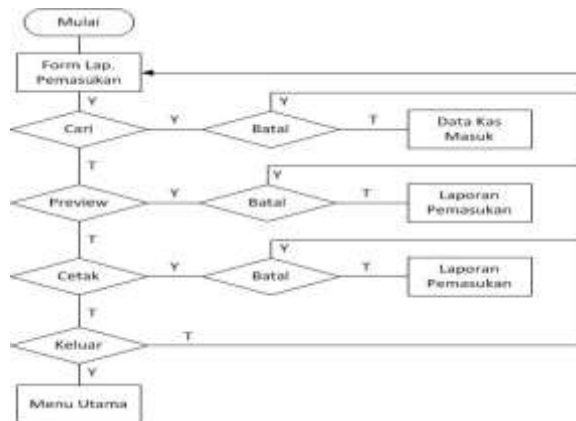 Mulai
Form Lap.
Pemasukan
Y
Y
Cari
Y
Batal
T
Data Kas
Masuk
T
Y
Preview
Y
Batal
T
Laporan
Pemasukan
T
Y
Cetak
Y
Batal
T
Laporan
Pemasukan
T
Keluar
T
Y
Menu Utama